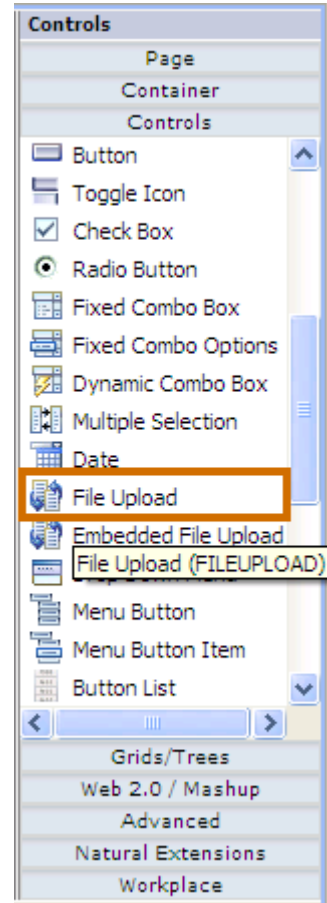 Controls
Page
Container
Controls
Button
Toggle Icon
Check Box
Radio Button
Fixed Combo Box
Fixed Combo Options
Dynamic Combo Box
Multiple Selection
Date
File Upload
Embedded File Upload
File Upload (FILEUPLOAD)
Menu Button
Menu Button Item
Button List
Grids/Trees
Web 2.0 / Mashup
Advanced
Natural Extensions
Workplace